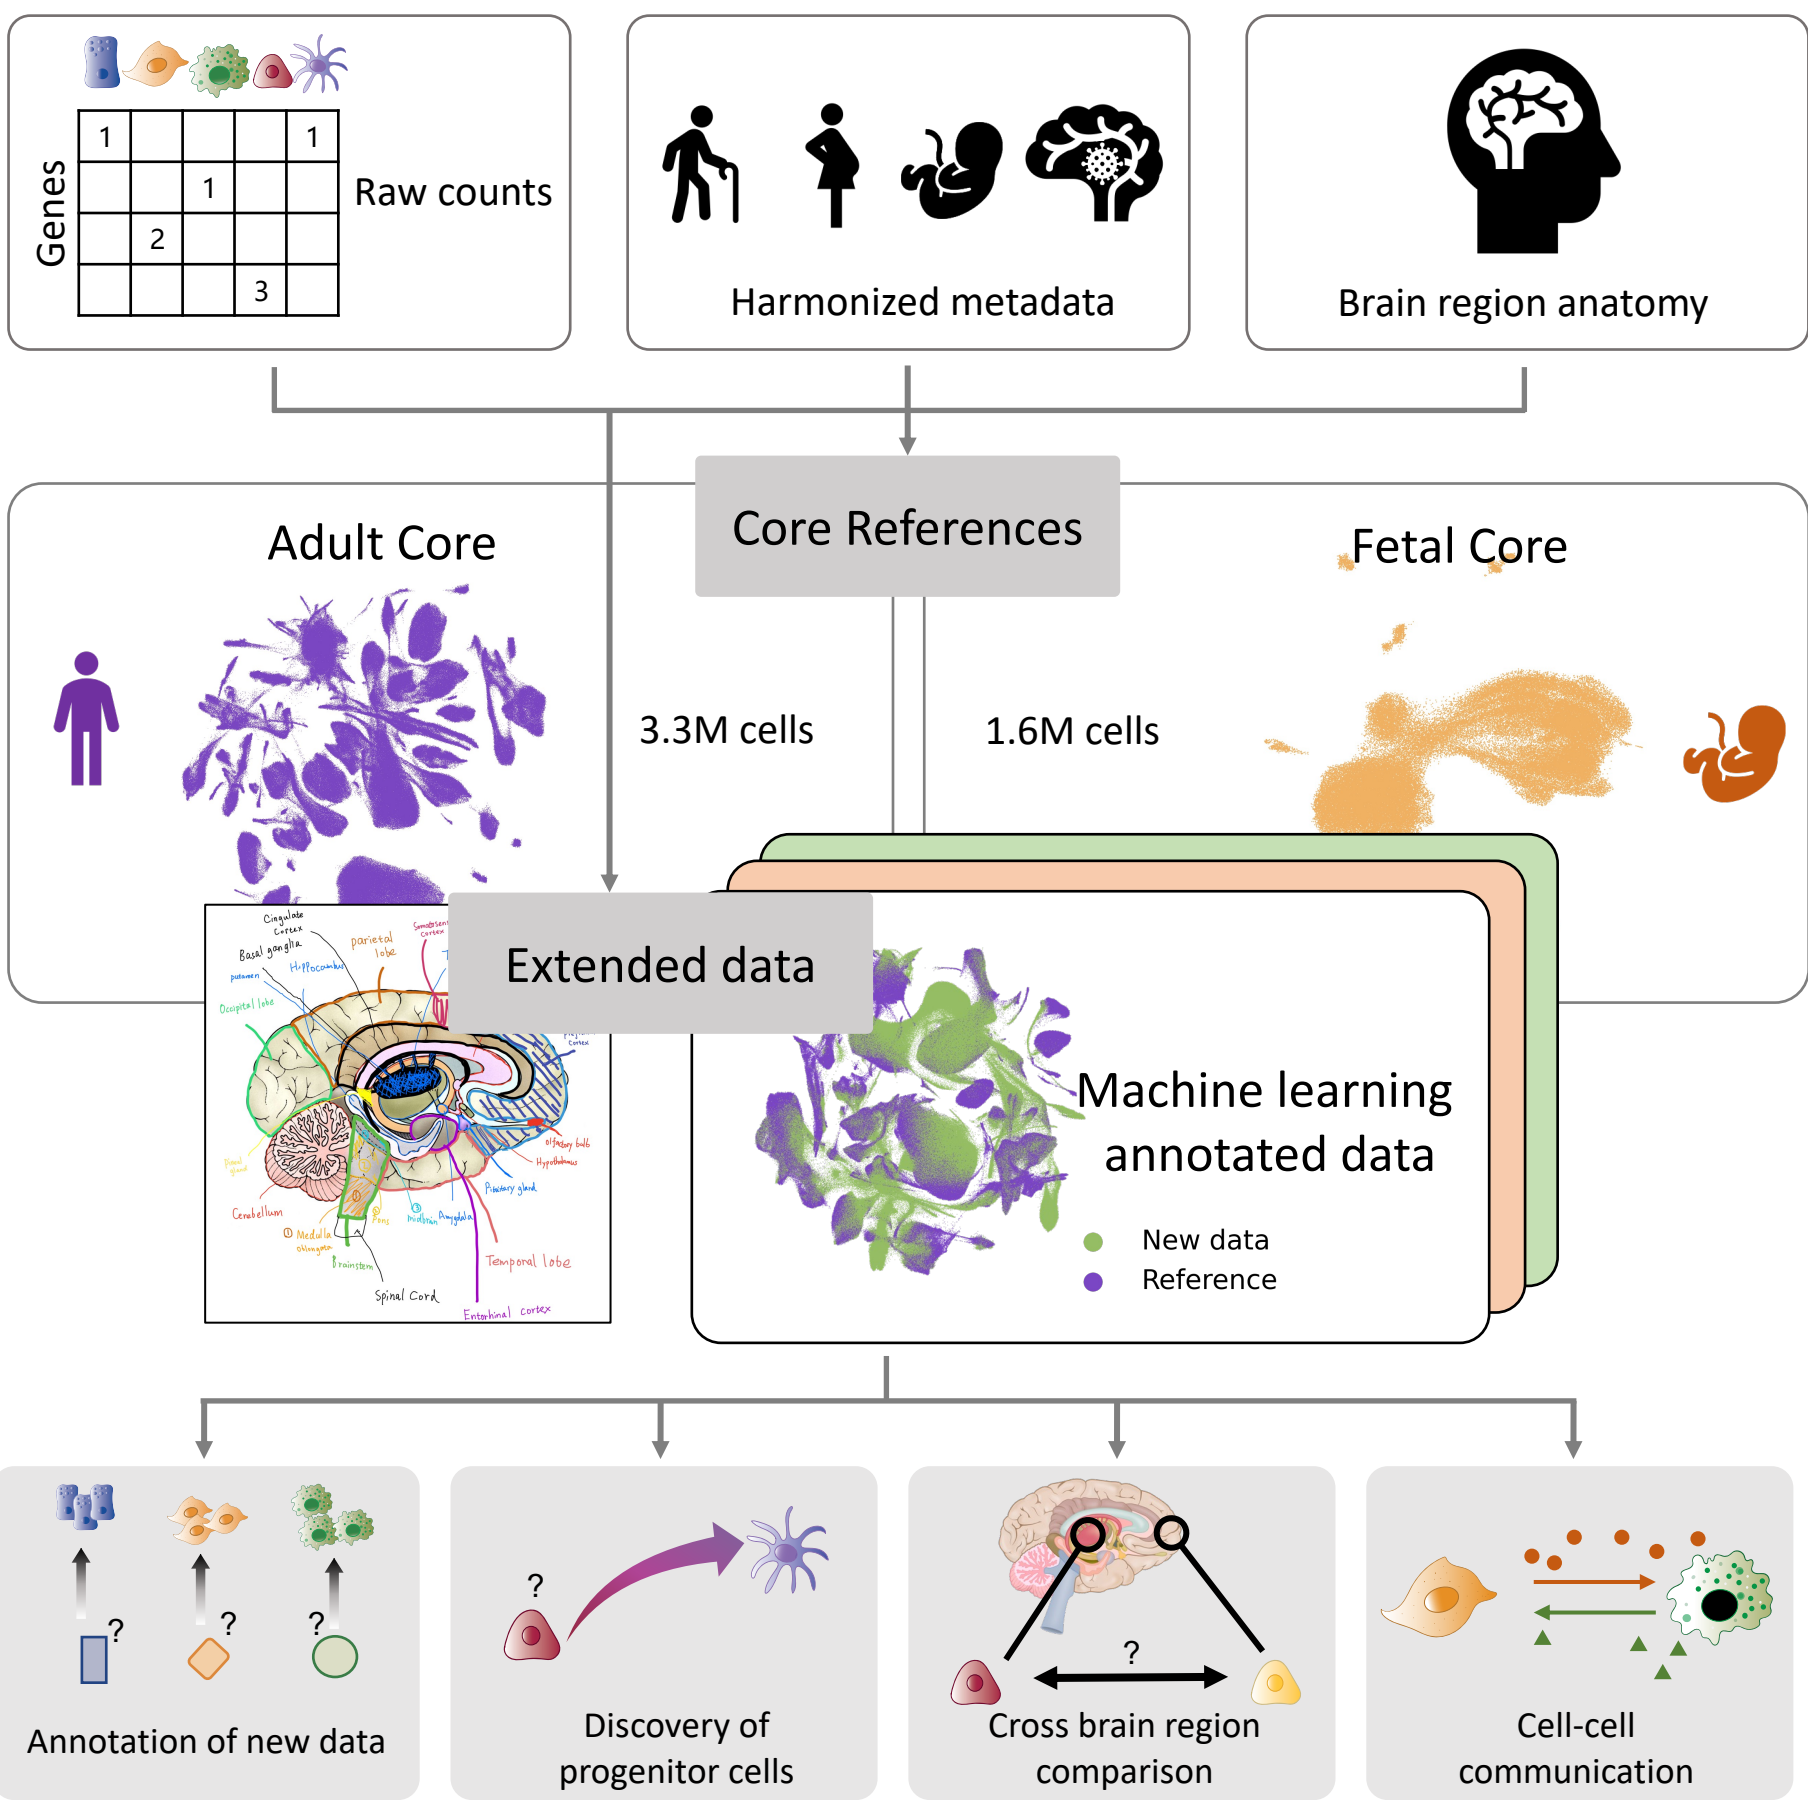 Genes
1
1
1
2
3
Raw counts
Harmonized metadata
Brain region anatomy
Core References
Adult Core
Fetal Core
3.3M cells
1.6M cells
Extended data
Cingulate
Cortex
Basal ganglia
putamen
Hippocampus
parietal
lobe
Cortex
Occipital lobe
Cortex
olfactory bulb
Hypothalamus
Pituitary gland
Cerebellum
① Medulla
oblongata
Pons
③
midbrain
Amygdala
Brainstem
Temporal lobe
Spinal Cord
Entorhinal cortex
Machine learning
annotated data
New data
Reference
?
?
?
Annotation of new data
?
Discovery of
progenitor cells
?
Cross brain region
comparison
Cell-cell
communication